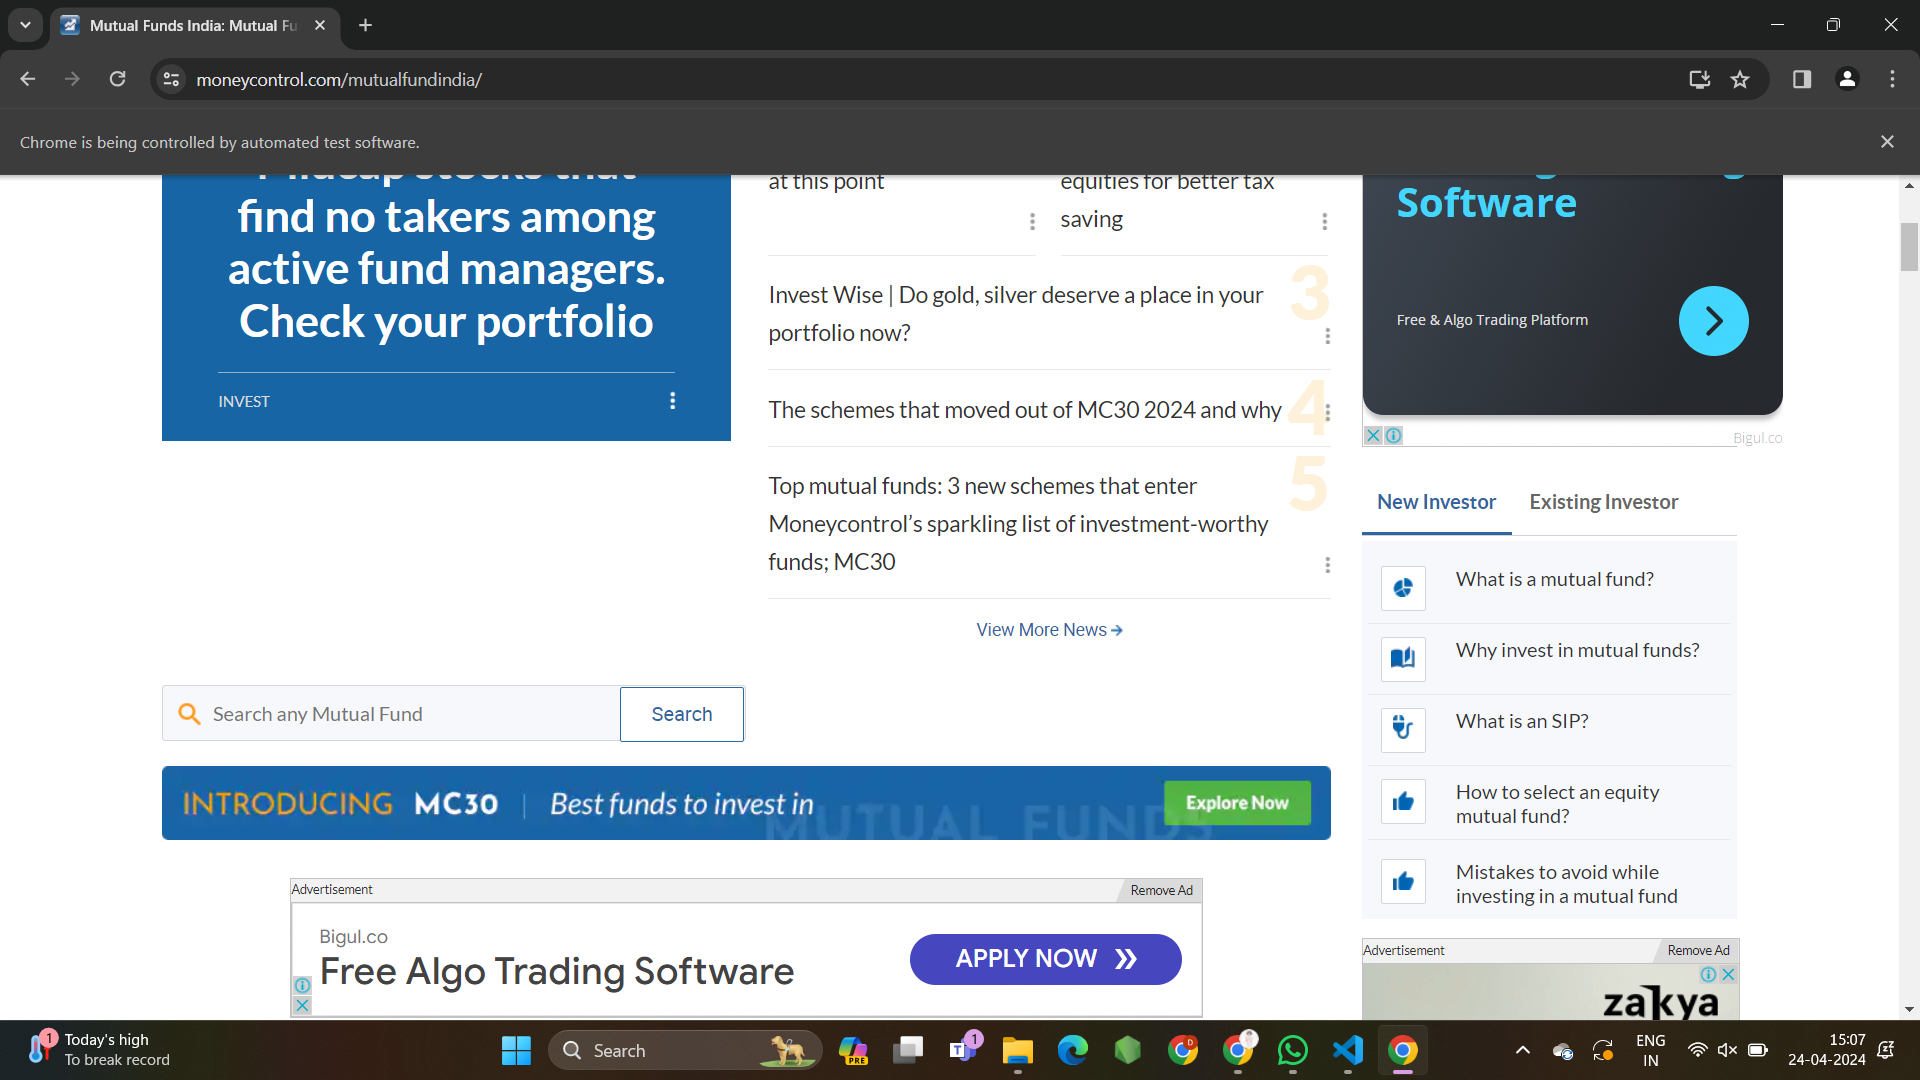 Mutual Funds India: Mutual Fu
moneycontrol.com/mutualfundindia/
Chrome is being controlled by automated test software.
find no takers among
active fund managers.
Check your portfolio
INVEST
at this point
equities for better tax
saving
Invest Wise | Do gold, silver deserve a place in your
portfolio now?
3
The schemes that moved out of MC30 2024 and why
4
Top mutual funds: 3 new schemes that enter
Moneycontrol’s sparkling list of investment-worthy
funds; MC30
5
View More News
Search any Mutual Fund
Search
INTRODUCING MC30 | Best funds to invest in
MUTUAL FUNDS
Explore Now
Advertisement
Remove Ad
Bigul.co
Free Algo Trading Software
APPLY NOW
Software
Free & Algo Trading Platform
Bigul.co
New Investor
Existing Investor
What is a mutual fund?
Why invest in mutual funds?
What is an SIP?
How to select an equity
mutual fund?
Mistakes to avoid while
investing in a mutual fund
Advertisement
Remove Ad
zakya
1
Today's high
To break record
Search
PRE
1
D
ENG
IN
15:07
24-04-2024